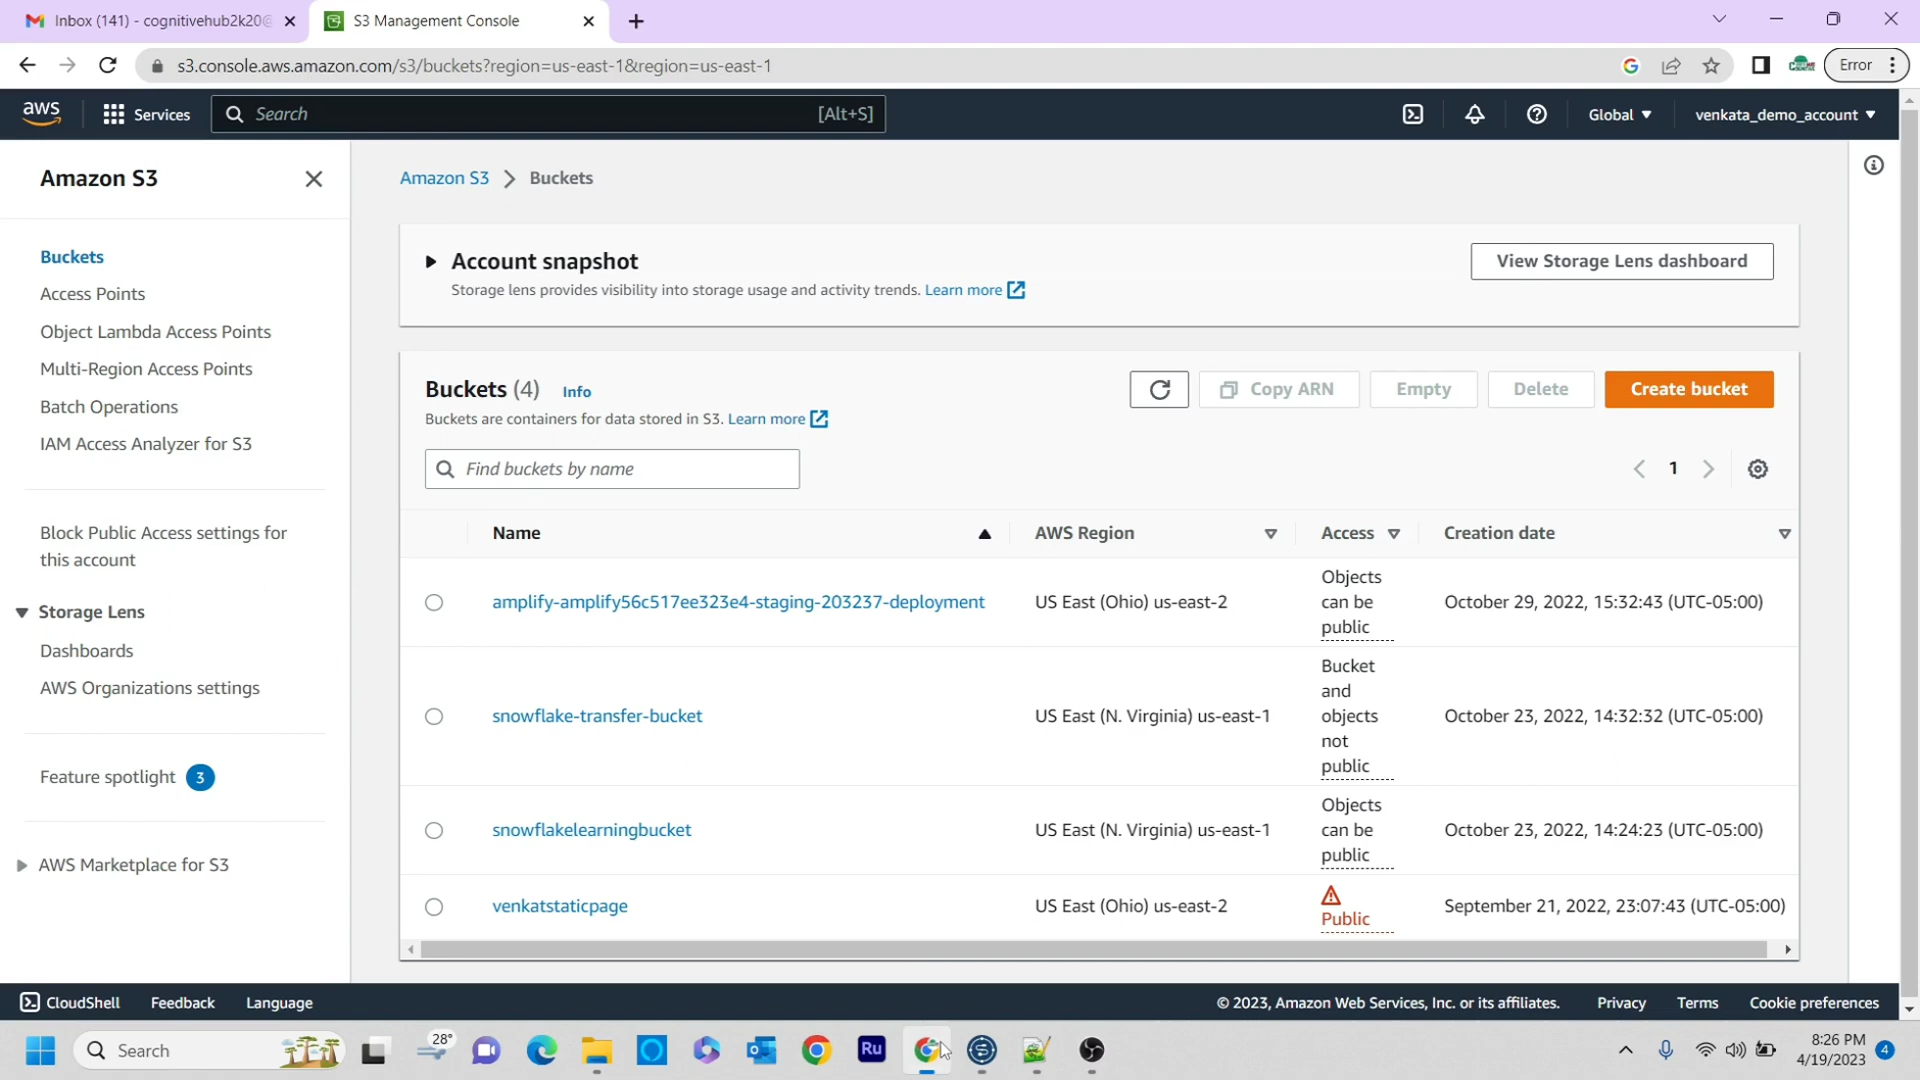 Inbox (141) - cognitivehub2k20@
S3 Management Console
s3.console.aws.amazon.com/s3/buckets?region=us-east-1&region=us-east-1
Error
aws
Services
Search
[Alt+S]
Global
venkata_demo_account
Amazon S3
Buckets
Access Points
Object Lambda Access Points
Multi-Region Access Points
Batch Operations
IAM Access Analyzer for S3
Block Public Access settings for
this account
Storage Lens
Dashboards
AWS Organizations settings
Feature spotlight 3
AWS Marketplace for S3
Amazon S3 > Buckets
Account snapshot
Storage lens provides visibility into storage usage and activity trends. Learn more
View Storage Lens dashboard
Buckets (4) Info
Buckets are containers for data stored in S3. Learn more
Copy ARN
Empty
Delete
Create bucket
Find buckets by name
1
Name
AWS Region
Access
Creation date
amplify-amplify56c517ee323e4-staging-203237-deployment
US East (Ohio) us-east-2
Objects
can be
public
October 29, 2022, 15:32:43 (UTC-05:00)
snowflake-transfer-bucket
US East (N. Virginia) us-east-1
Bucket
and
objects
not
public
October 23, 2022, 14:32:32 (UTC-05:00)
snowflakelearningbucket
US East (N. Virginia) us-east-1
Objects
can be
public
October 23, 2022, 14:24:23 (UTC-05:00)
venkatstaticpage
US East (Ohio) us-east-2
Public
September 21, 2022, 23:07:43 (UTC-05:00)
CloudShell
Feedback
Language
© 2023, Amazon Web Services, Inc. or its affiliates.
Privacy
Terms
Cookie preferences
Search
28°
Ru
8:26 PM
4/19/2023
4